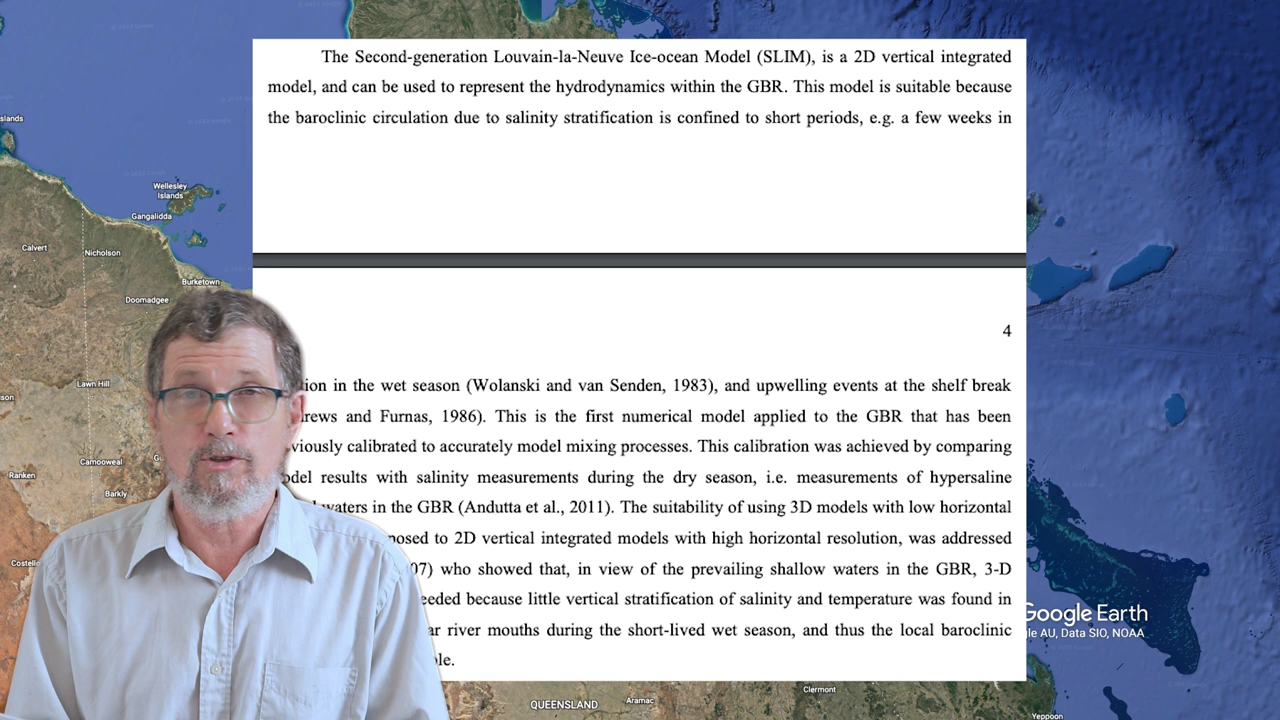 The Second-generation Louvain-la-Neuve Ice-ocean Model (SLIM), is a 2D vertical integrated
model, and can be used to represent the hydrodynamics within the GBR. This model is suitable because
the baroclinic circulation due to salinity stratification is confined to short periods, e.g. a few weeks in
Wellesley
Islands
Gangalidda
Calvert
Nicholson
Burketown
Doomadgee
4
Lawn Hill
in the wet season (Wolanski and van Senden, 1983), and upwelling events at the shelf break
and Furnas, 1986). This is the first numerical model applied to the GBR that has been
calibrated to accurately model mixing processes. This calibration was achieved by comparing
results with salinity measurements during the dry season, i.e. measurements of hypersaline
waters in the GBR (Andutta et al., 2011). The suitability of using 3D models with low horizontal
to 2D vertical integrated models with high horizontal resolution, was addressed
who showed that, in view of the prevailing shallow waters in the GBR, 3-D
because little vertical stratification of salinity and temperature was found in
river mouths during the short-lived wet season, and thus the local baroclinic
Camooweal
Ranken
Barkly
Google Earth
AU, Data SIO, NOAA
QUEENSLAND
Aramac
Clermont
Yeppoon